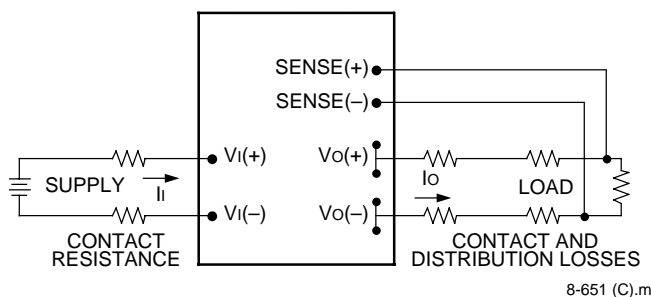 SENSE(+)
SENSE(–)
VI(+)
VO(+)
IO
SUPPLY
II
LOAD
VI(–)
VO(–)
CONTACT
RESISTANCE
CONTACT AND
DISTRIBUTION LOSSES
8-651 (C).m